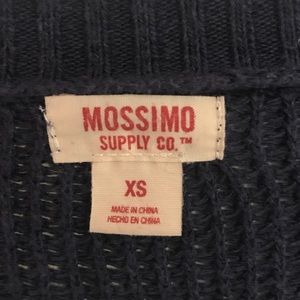 MOSSIMO
SUPPLY CO.™
XS
MADE IN CHINA
HECHO EN CHINA